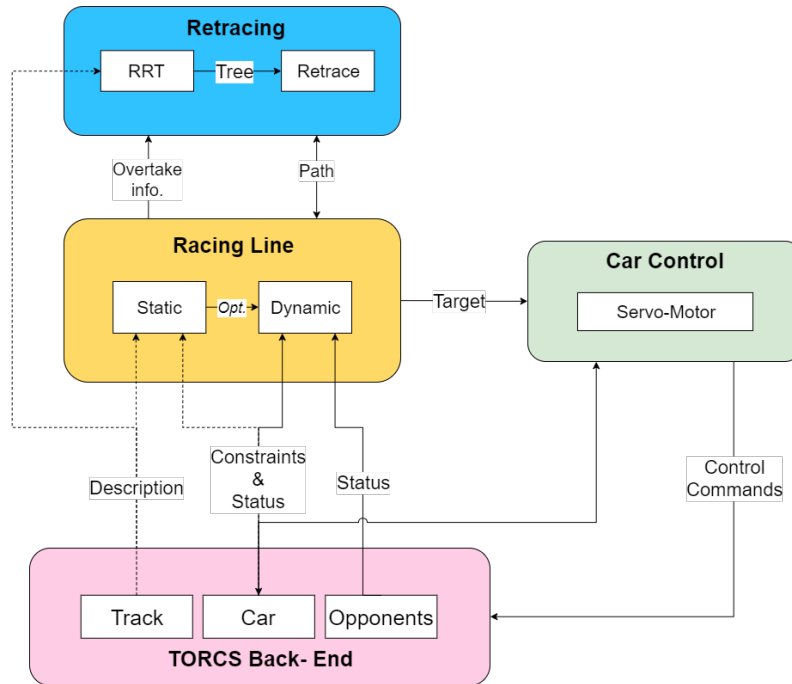 Retracing
RRT
Tree
Retrace
Overtake
info.
Path
Racing Line
Static
Opt.
Dynamic
Target
Car Control
Servo-Motor
Description
Constraints
&
Status
Status
Control
Commands
Track
Car
Opponents
TORCS Back- End